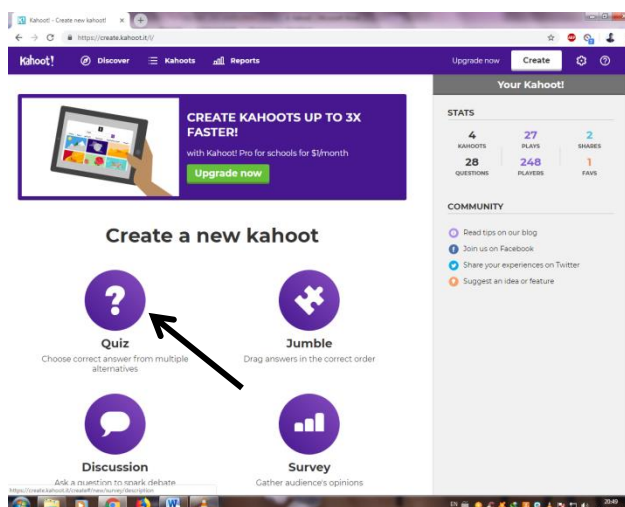 Kahoot! - Create new kahoot!
https://create.kahoot.it/l/
Kahoot! Discover Kahoots Reports Upgrade now Create
CREATE KAHOOTS UP TO 3X
FASTER!
with Kahoot! Pro for schools for $1/month
Upgrade now
Create a new kahoot
Quiz
Choose correct answer from multiple
alternatives
Jumble
Drag answers in the correct order
Discussion
Ask a question to spark debate
Survey
Gather audience's opinions
Your Kahoot!
STATS
4 27 2
KAHOOTS PLAYS SHARES
28 248 1
QUESTIONS PLAYERS FAVS
COMMUNITY
Read tips on our blog
Join us on Facebook
Share your experiences on Twitter
Suggest an idea or feature
https://create.kahoot.it/create#/new/survey/description
EN 20:49